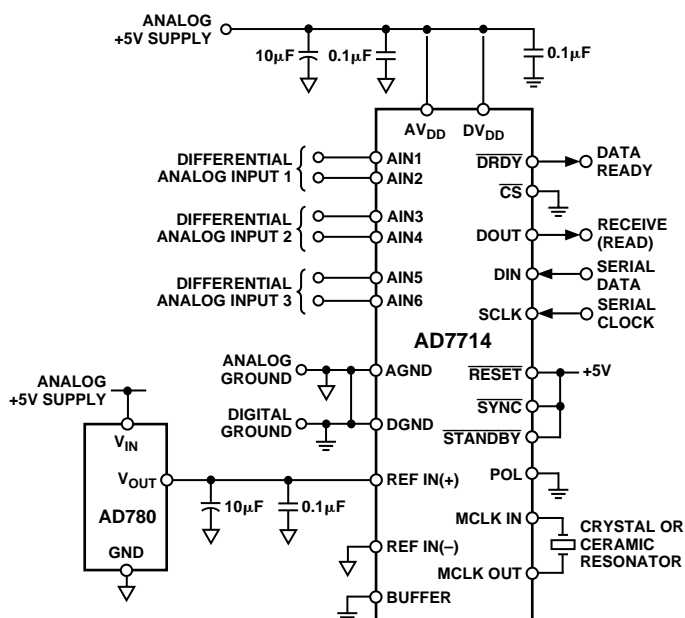 ANALOG
+5V SUPPLY
10μF
0.1μF
0.1μF
AVDD
DVDD
DIFFERENTIAL
ANALOG INPUT 1
AIN1
AIN2
DRDY
DATA
READY
CS
DIFFERENTIAL
ANALOG INPUT 2
AIN3
AIN4
DOUT
RECEIVE
(READ)
DIN
SERIAL
DATA
DIFFERENTIAL
ANALOG INPUT 3
AIN5
AIN6
SCLK
SERIAL
CLOCK
AD7714
ANALOG
GROUND
AGND
RESET
+5V
ANALOG
+5V SUPPLY
SYNC
DIGITAL
GROUND
DGND
STANDBY
VIN
VOUT
REF IN(+)
POL
10μF
0.1μF
AD780
MCLK IN
CRYSTAL OR
CERAMIC
RESONATOR
GND
REF IN(–)
MCLK OUT
BUFFER